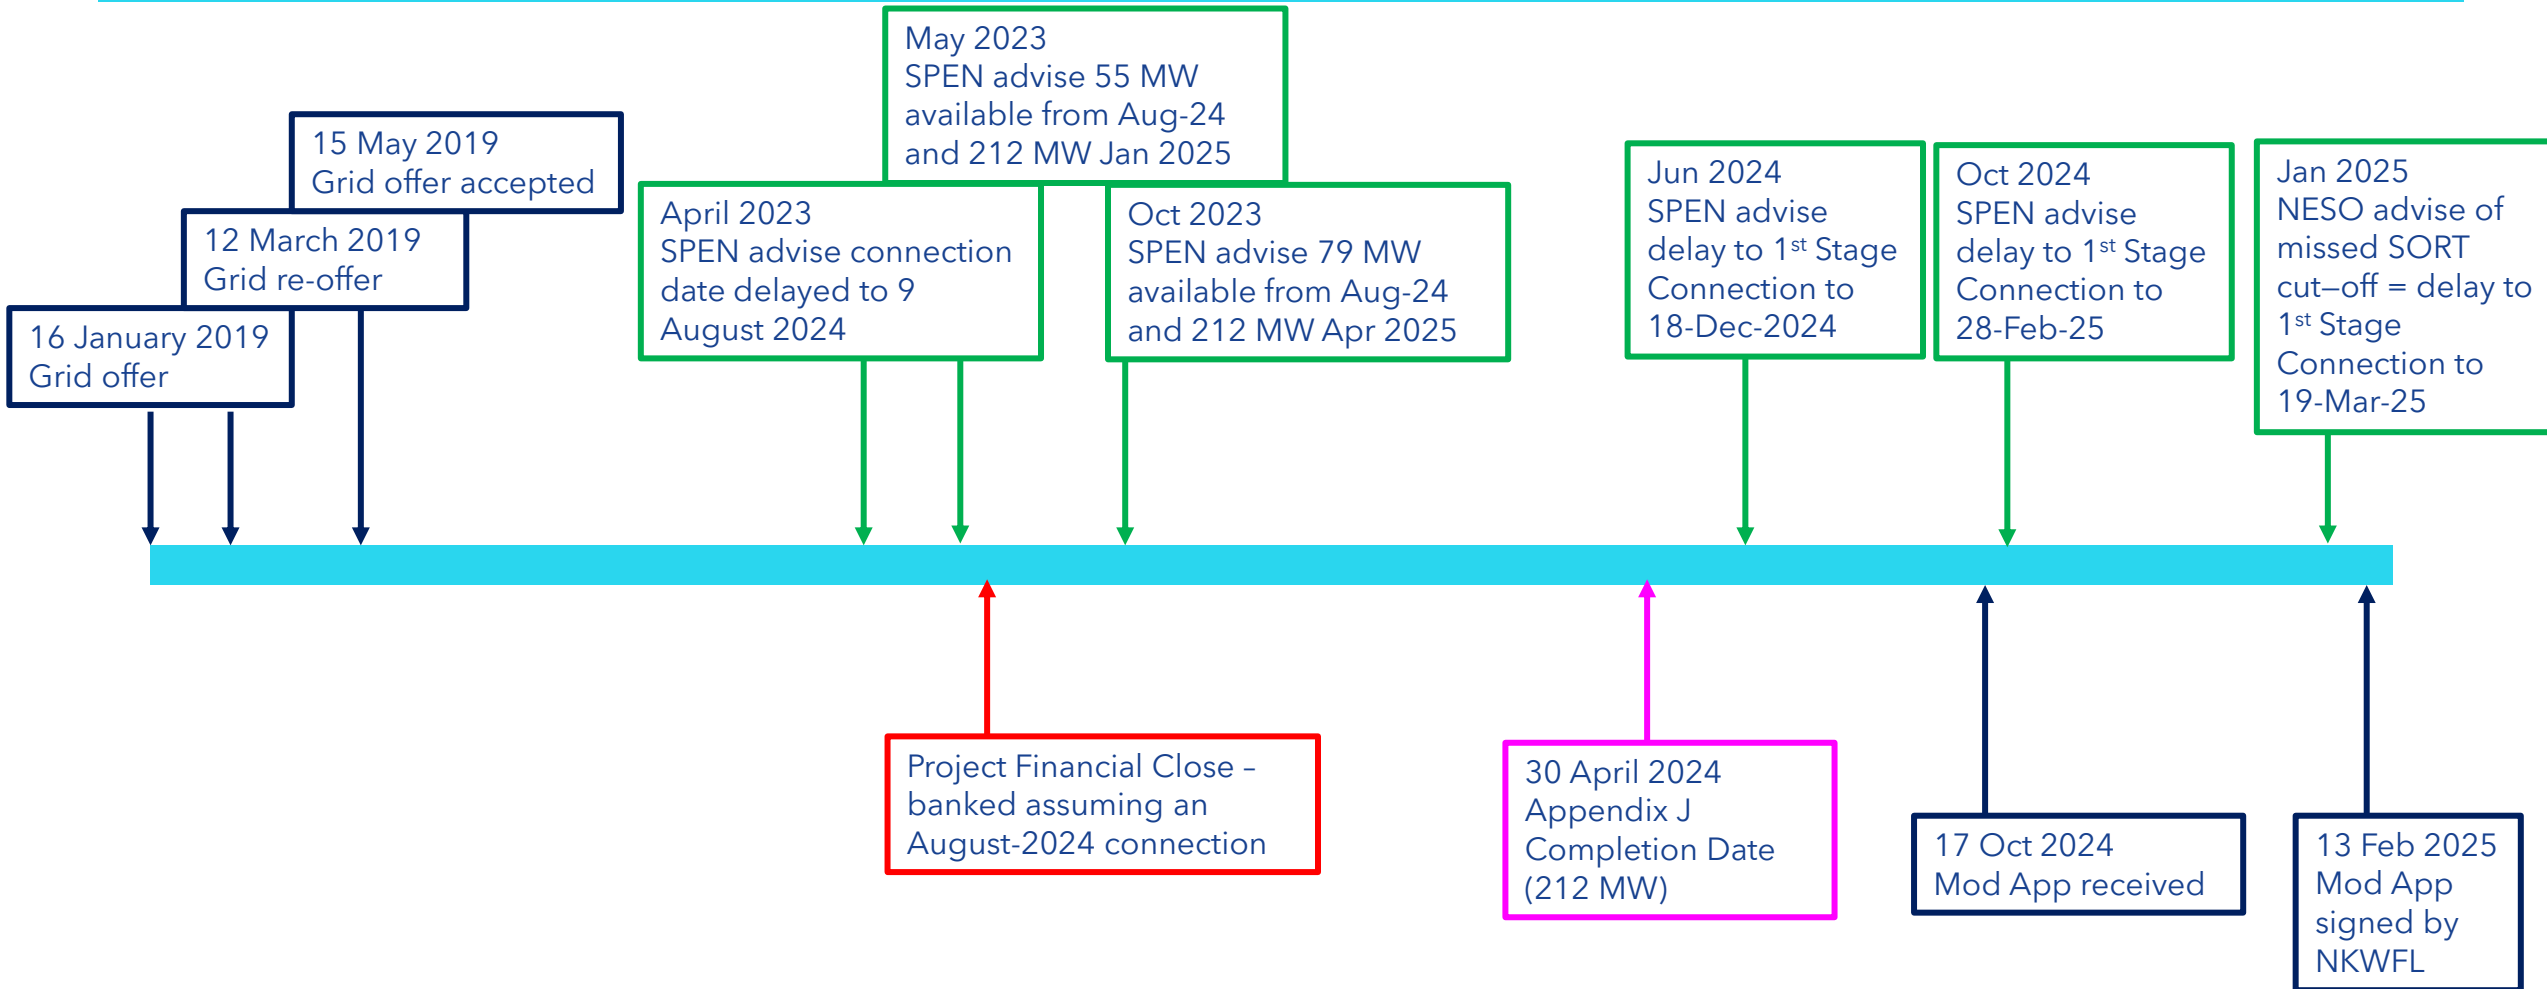 16 January 2019
Grid offer
12 March 2019
Grid re-offer
15 May 2019
Grid offer accepted
April 2023
SPEN advise connection
date delayed to 9
August 2024
May 2023
SPEN advise 55 MW
available from Aug-24
and 212 MW Jan 2025
Oct 2023
SPEN advise 79 MW
available from Aug-24
and 212 MW Apr 2025
Jun 2024
SPEN advise
delay to 1st Stage
Connection to
18-Dec-2024
Oct 2024
SPEN advise
delay to 1st Stage
Connection to
28-Feb-25
Jan 2025
NESO advise of
missed SORT
cut–off = delay to
1st Stage
Connection to
19-Mar-25
Project Financial Close –
banked assuming an
August-2024 connection
30 April 2024
Appendix J
Completion Date
(212 MW)
17 Oct 2024
Mod App received
13 Feb 2025
Mod App
signed by
NKWFL